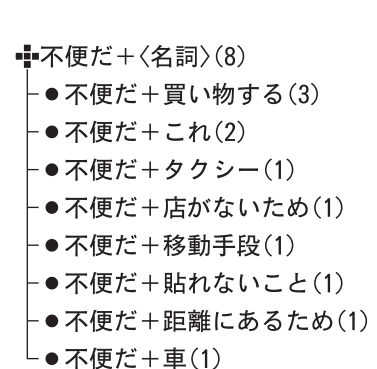 不便だ＋〈名詞〉(8)
●不便だ＋買い物する(3)
●不便だ＋これ(2)
●不便だ＋タクシー(1)
●不便だ＋店がないため(1)
●不便だ＋移動手段(1)
●不便だ＋貼れないこと(1)
●不便だ＋距離にあるため(1)
●不便だ＋車(1)